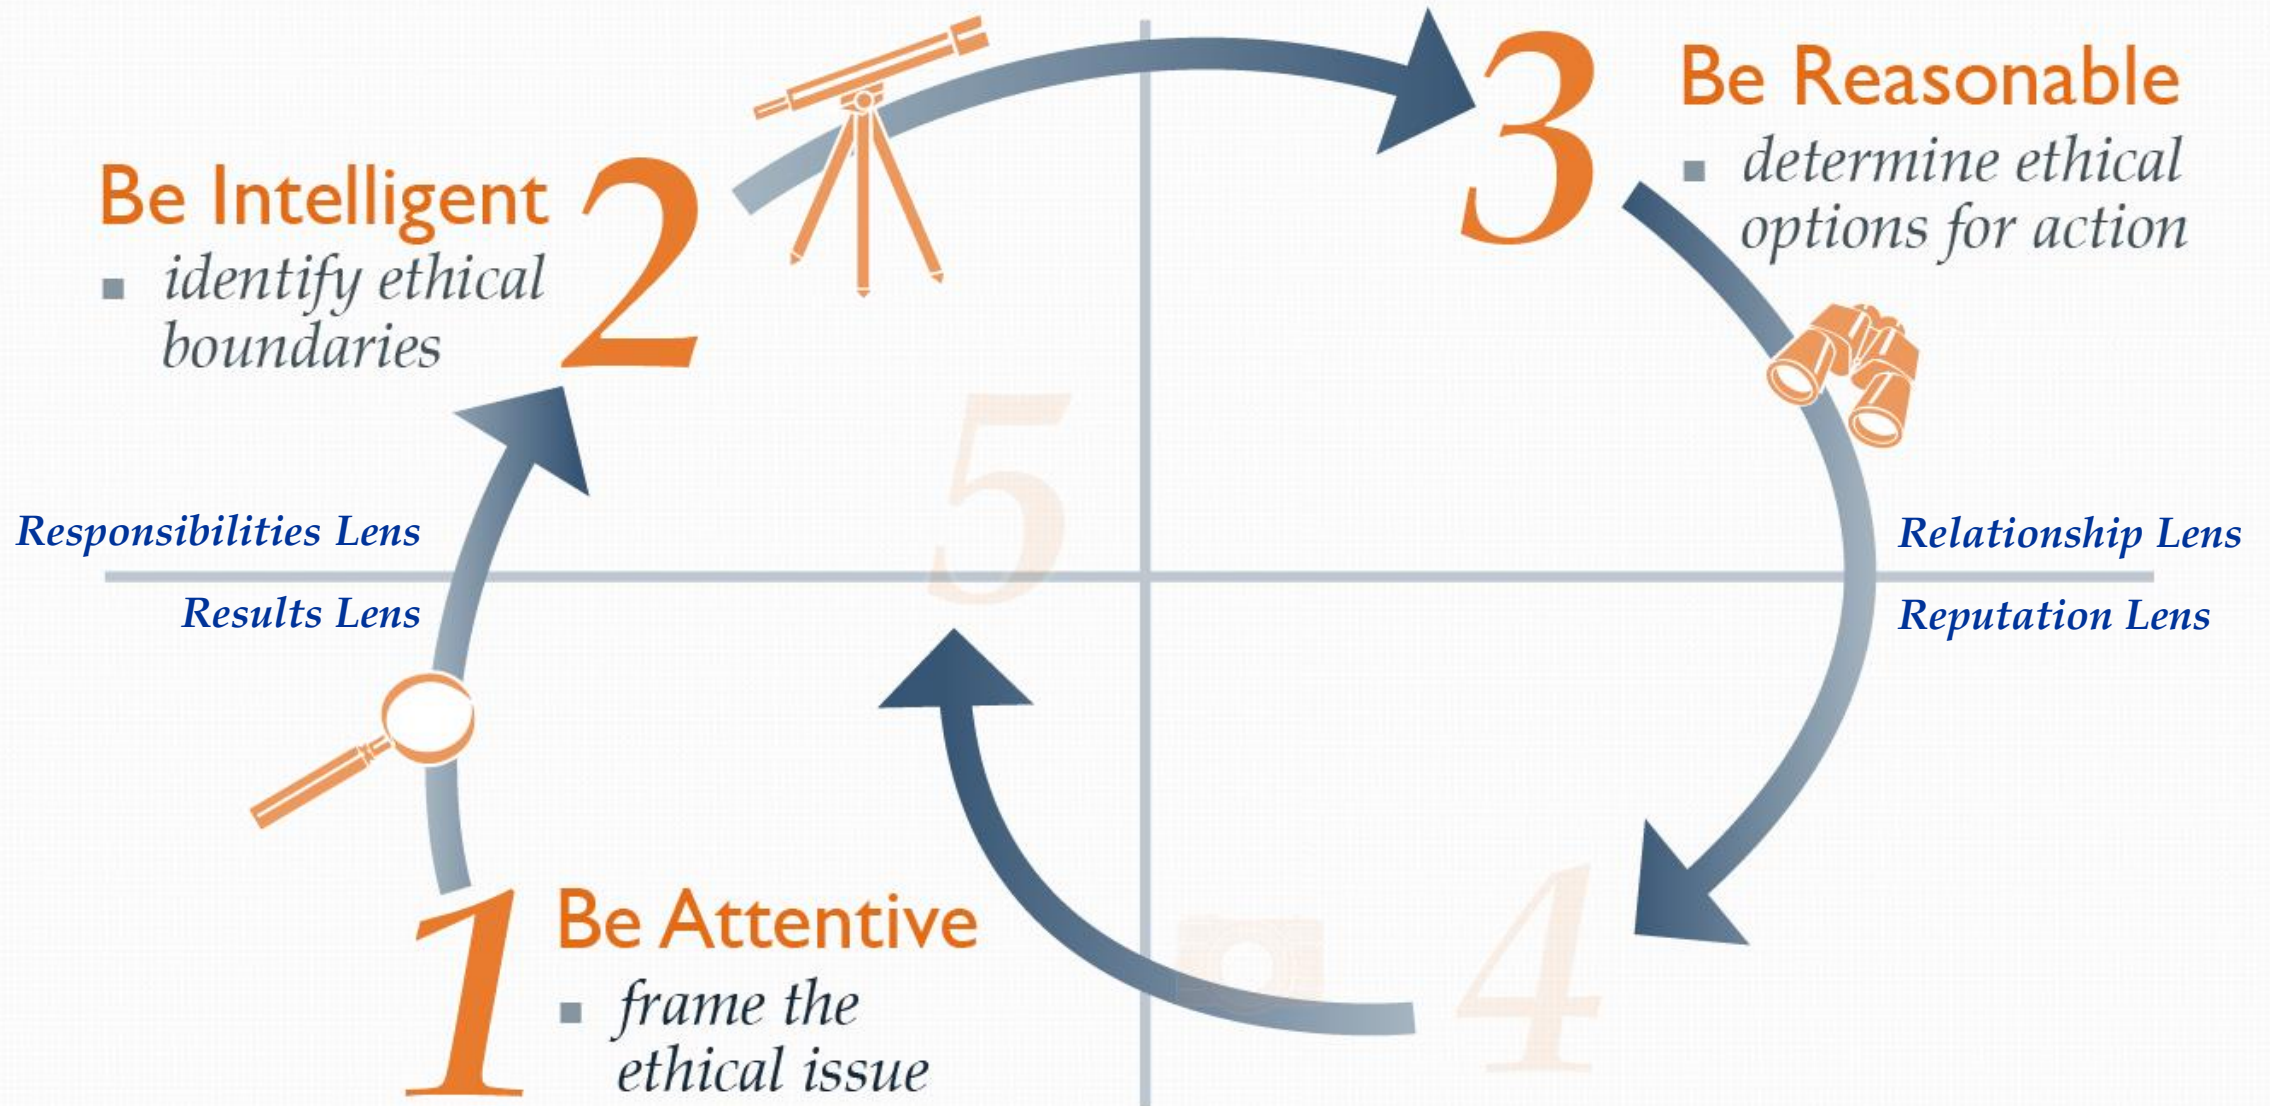 3
Be Reasonable
▪ determine ethical
options for action
2
Be Intelligent
▪ identify ethical
boundaries
5
Responsibilities Lens
Relationship Lens
Results Lens
Reputation Lens
4
1
Be Attentive
▪ frame the
ethical issue